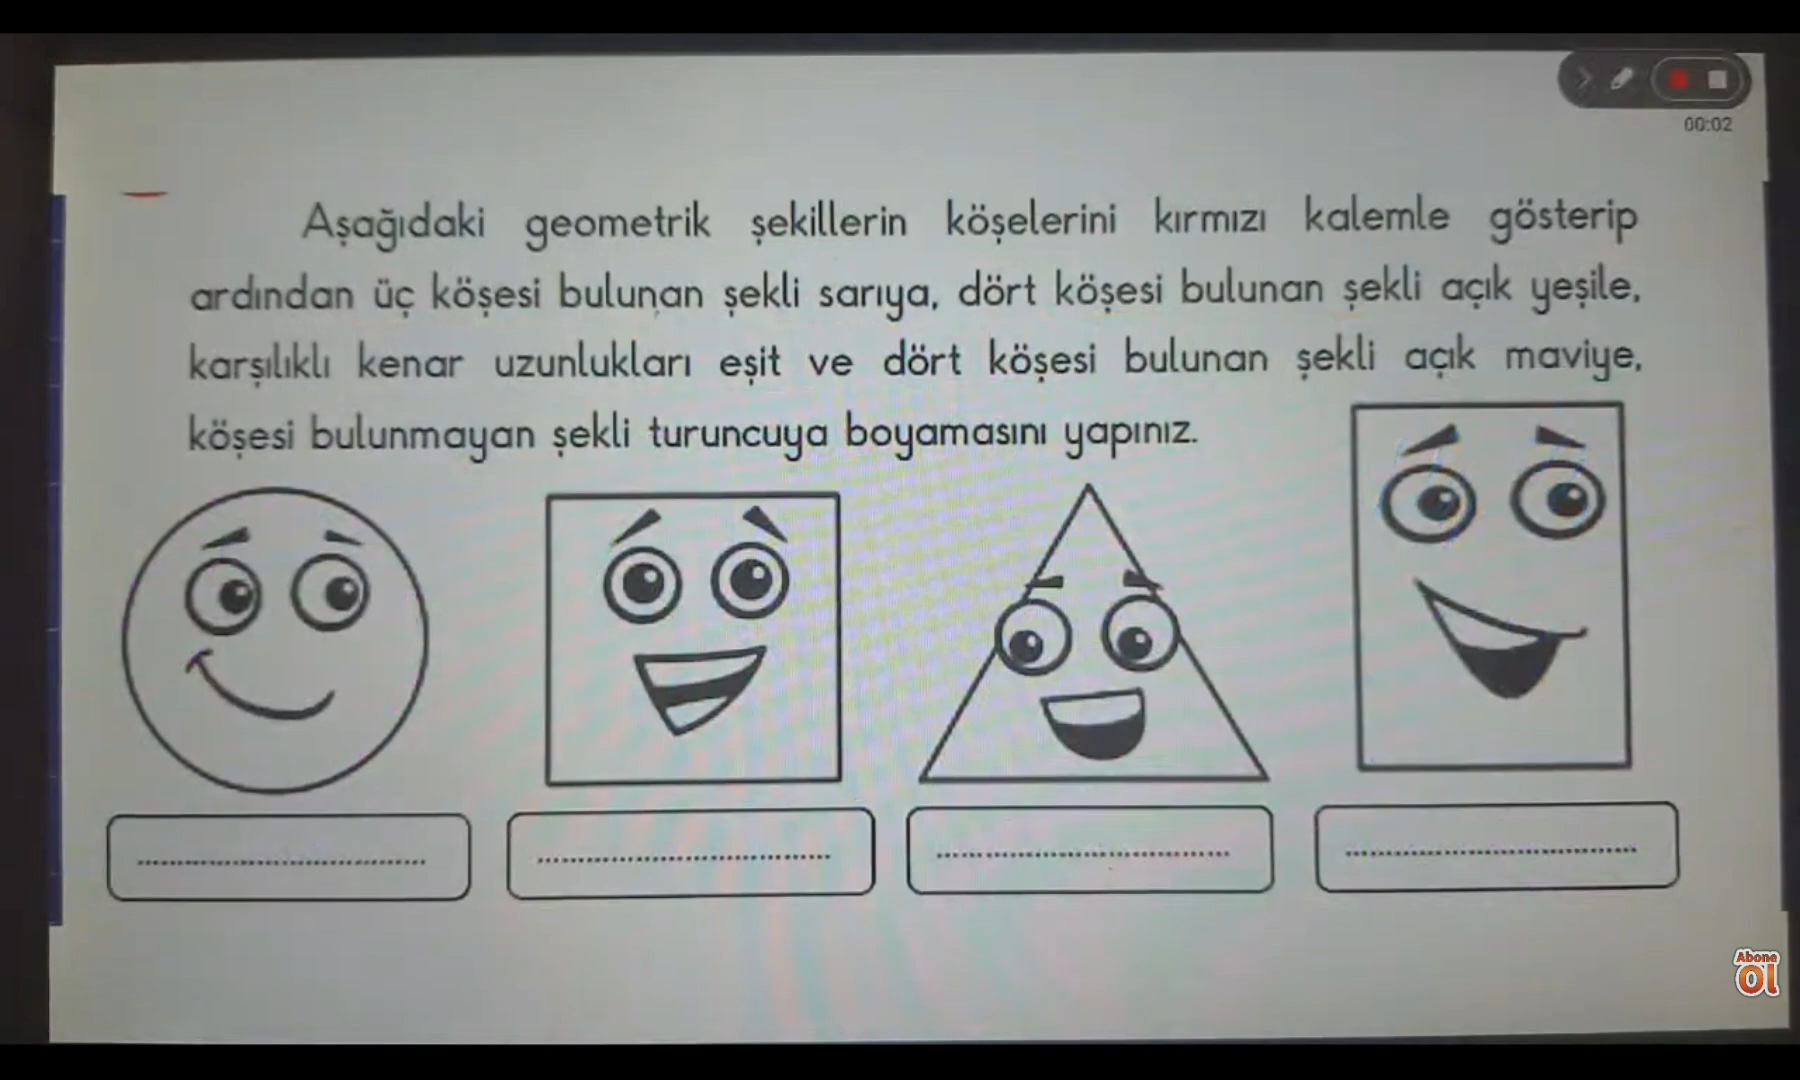 00:02
Aşağıdaki geometrik şekillerin köşelerini kırmızı kalemle gösterip
ardından üç köşesi bulunan şekli sarıya, dört köşesi bulunan şekli açık yeşile,
karşılıklı kenar uzunlukları eşit ve dört köşesi bulunan şekli açık maviye,
köşesi bulunmayan şekli turuncuya boyamasını yapınız.
Abone
Ol